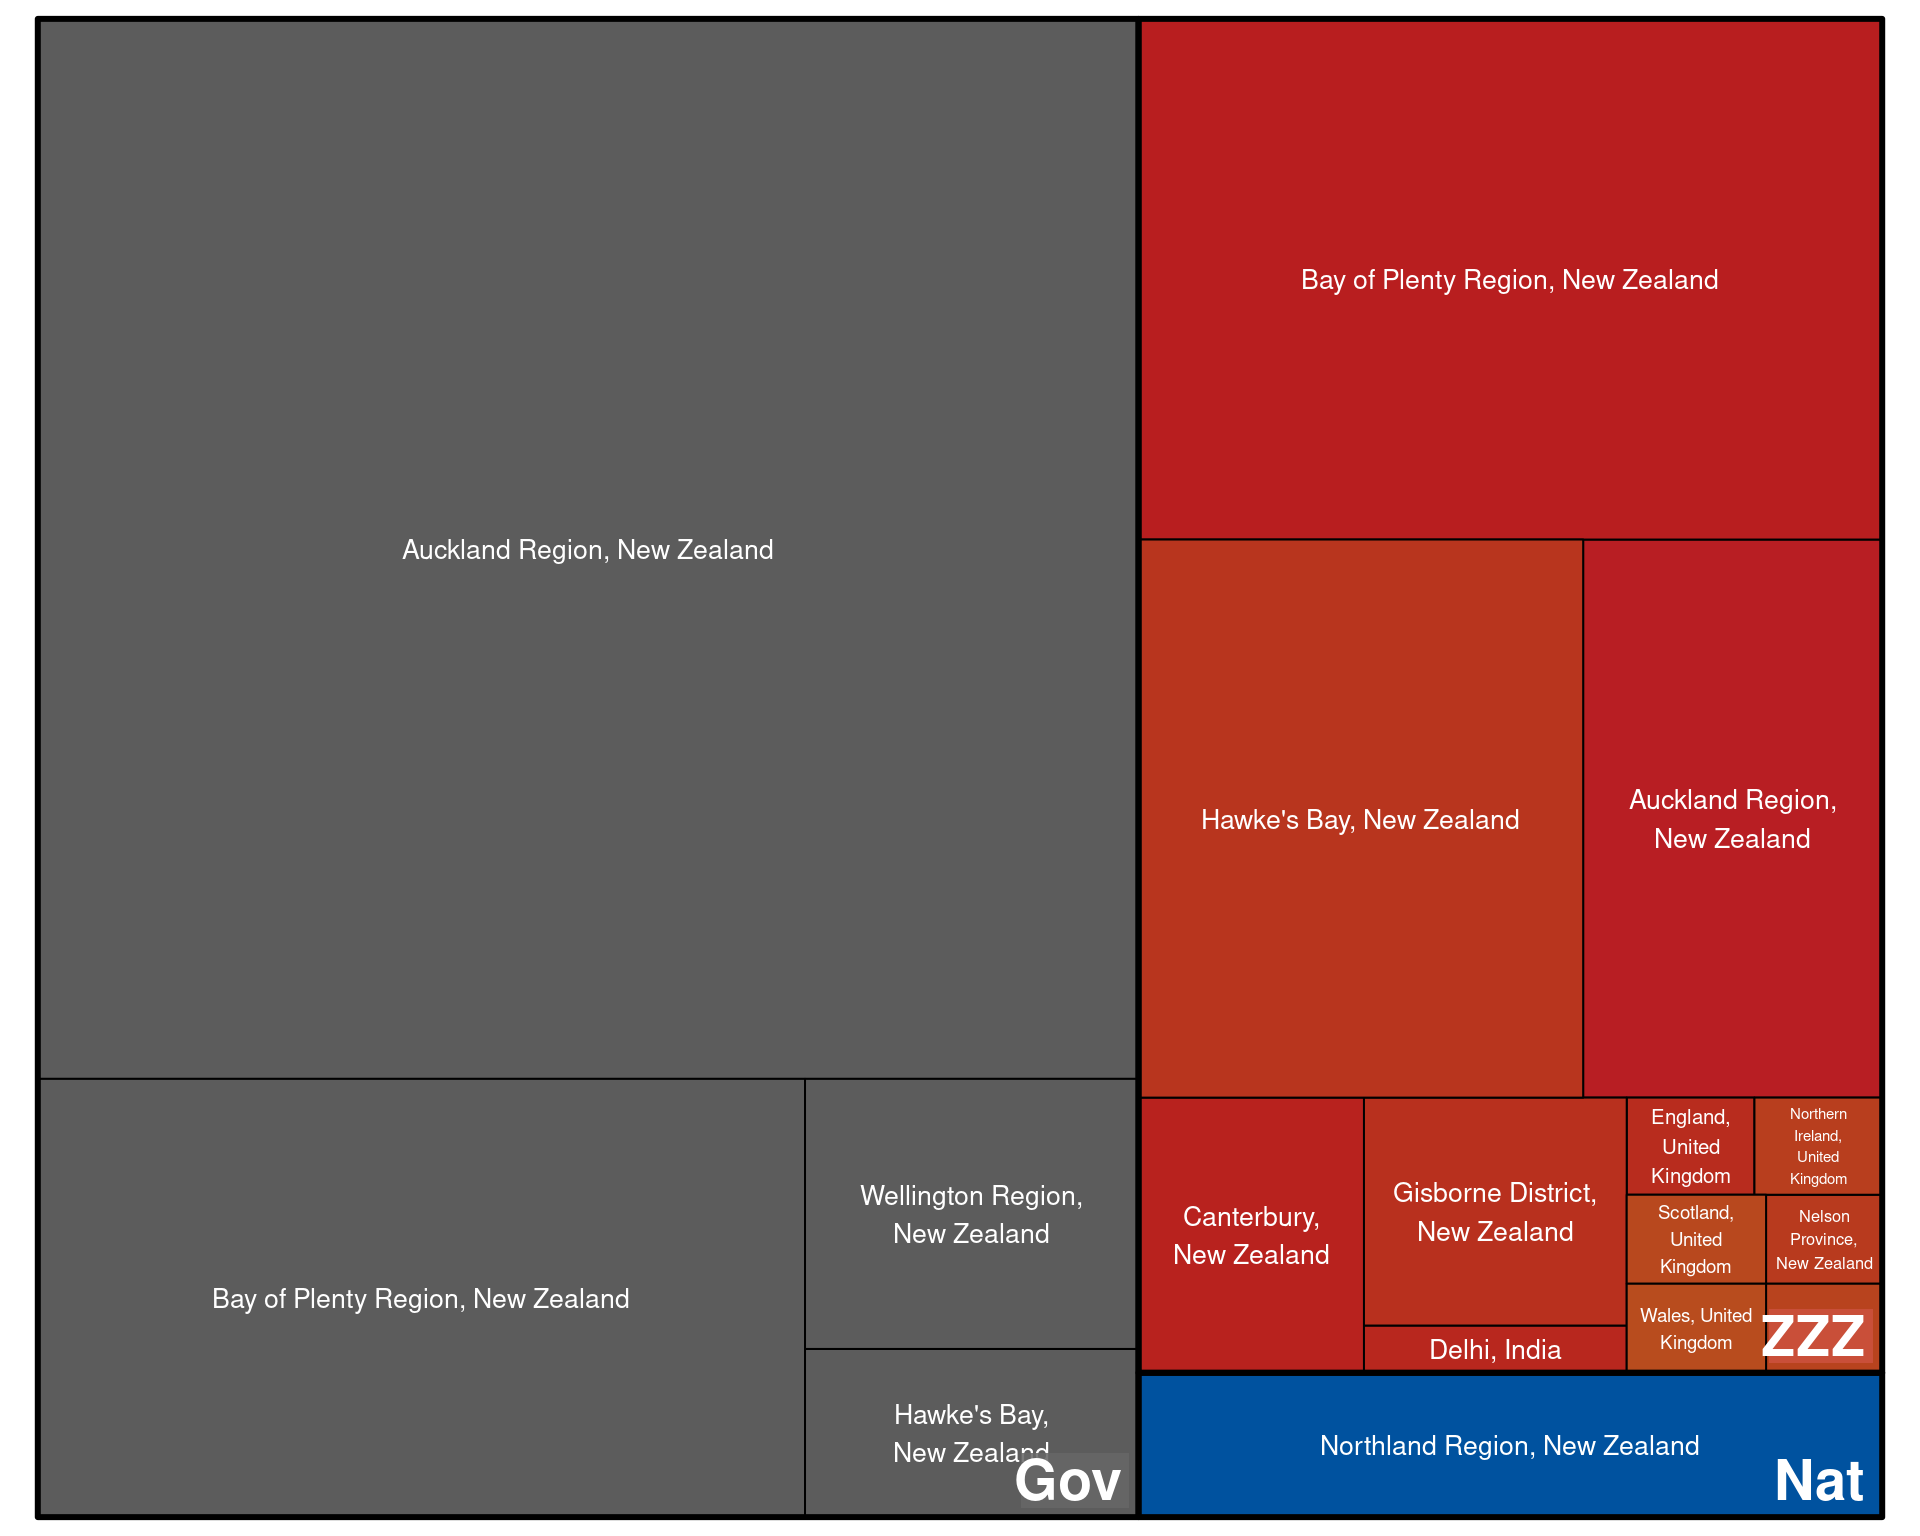 Auckland Region, New Zealand
Bay of Plenty Region, New Zealand
Wellington Region,
New Zealand
Hawke's Bay,
New Zealand
Gov
Bay of Plenty Region, New Zealand
Hawke's Bay, New Zealand
Auckland Region,
New Zealand
Canterbury,
New Zealand
Gisborne District,
New Zealand
Delhi, India
England,
United
Kingdom
Northern
Ireland,
United
Kingdom
Scotland,
United
Kingdom
Nelson
Province,
New Zealand
Wales, United
Kingdom
ZZZ
Northland Region, New Zealand
Nat